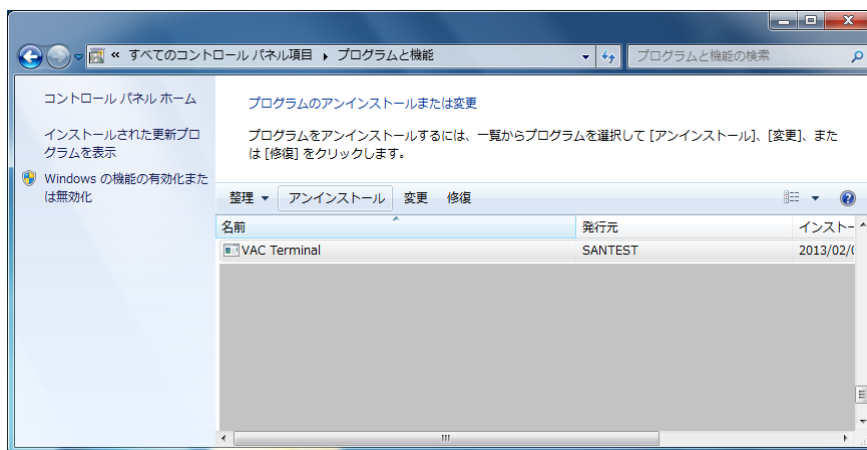 « すべてのコントロール パネル項目 ▸ プログラムと機能
プログラムと機能の検索
コントロール パネル ホーム
インストールされた更新プロ
グラムを表示
Windows の機能の有効化また
は無効化
プログラムのアンインストールまたは変更
プログラムをアンインストールするには、一覧からプログラムを選択して [アンインストール]、[変更]、また
は [修復] をクリックします。
整理 ▼ アンインストール 変更 修復
名前 発行元 インストー
VAC Terminal SANTEST 2013/02/